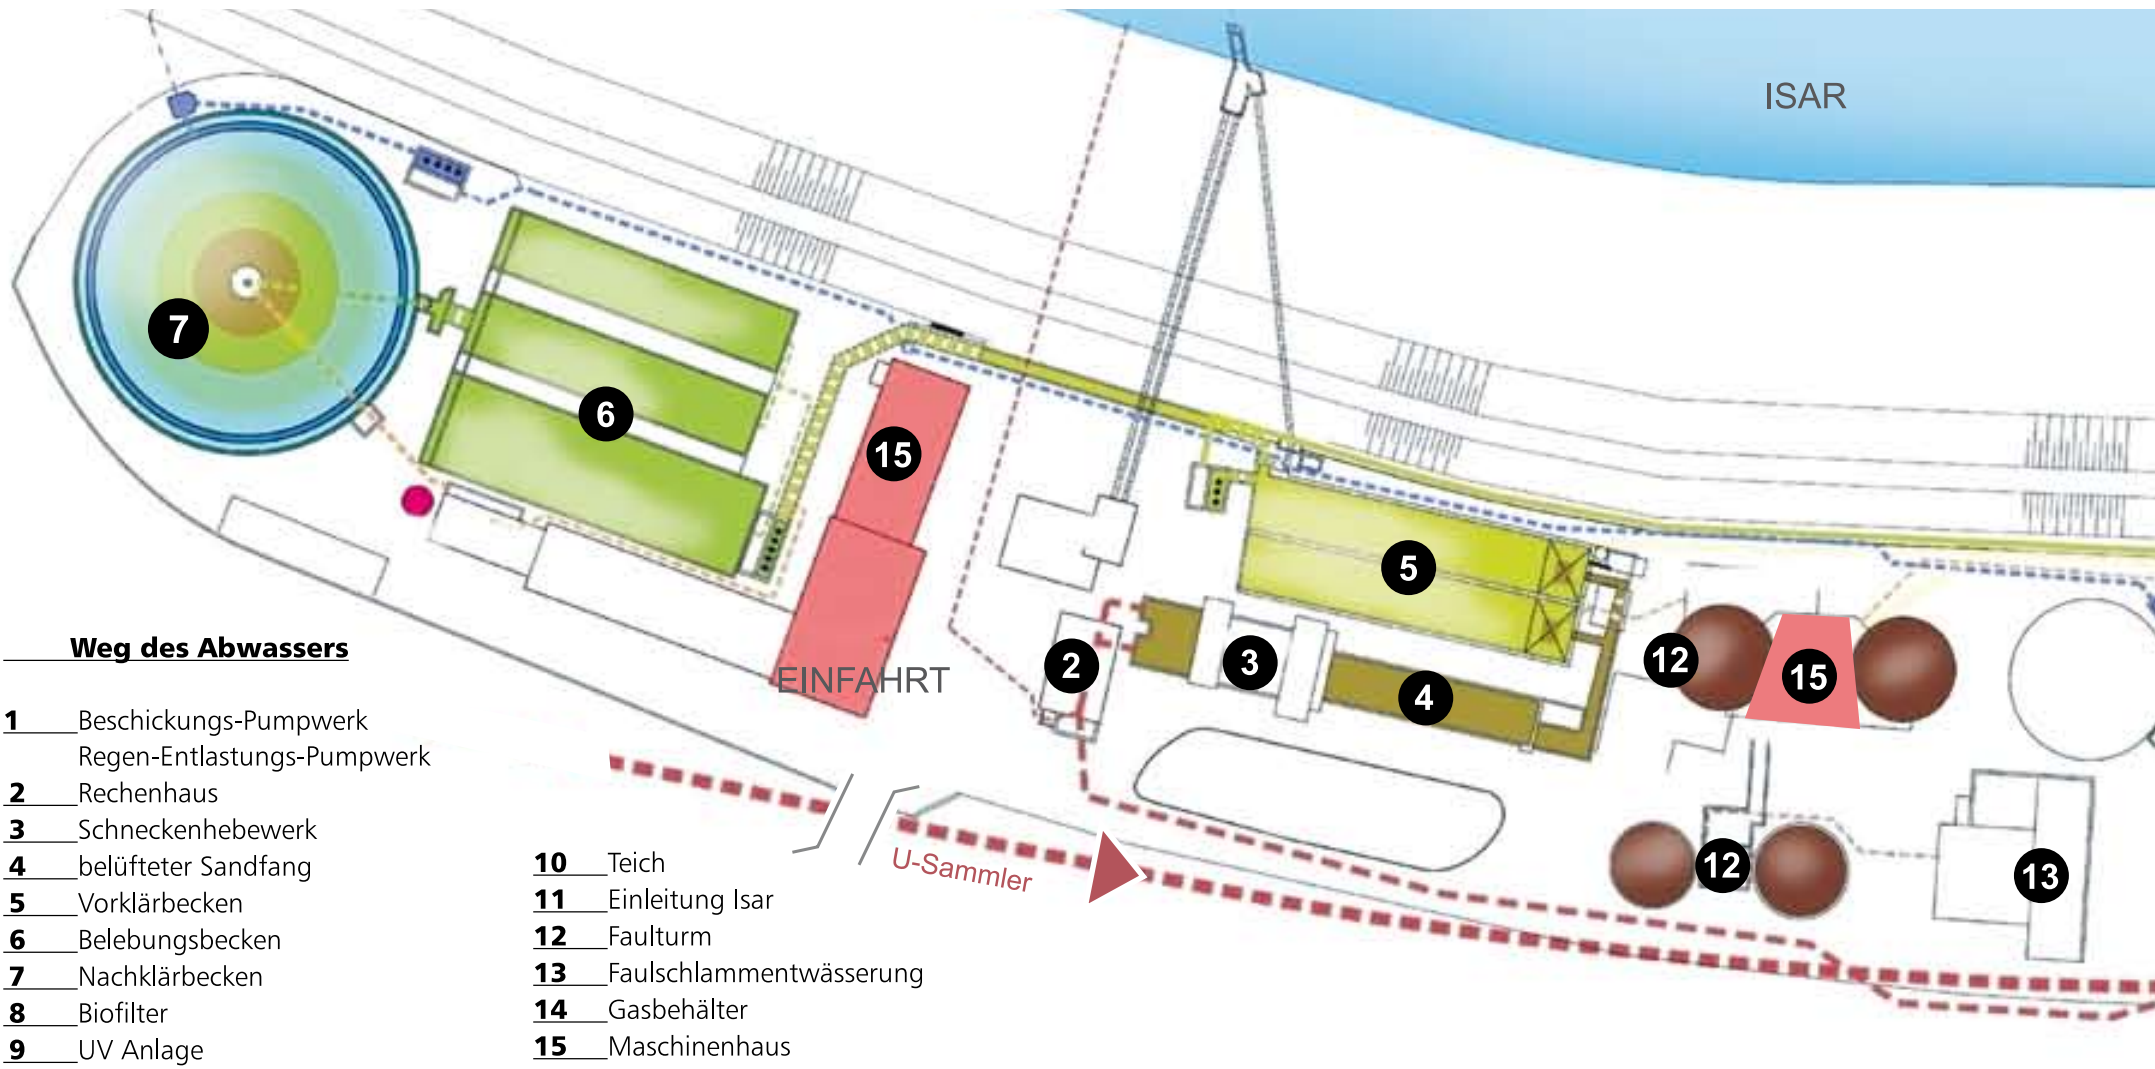 ISAR
7
6
15
5
2
3
4
12
15
12
13
EINFAHRT
U-Sammler
Weg des Abwassers
1 Beschickungs-Pumpwerk
Regen-Entlastungs-Pumpwerk
2 Rechenhaus
3 Schneckenhebewerk
4 belüfteter Sandfang
5 Vorklärbecken
6 Belebungsbecken
7 Nachklärbecken
8 Biofilter
9 UV Anlage
10 Teich
11 Einleitung Isar
12 Faulturm
13 Faulschlammentwässerung
14 Gasbehälter
15 Maschinenhaus